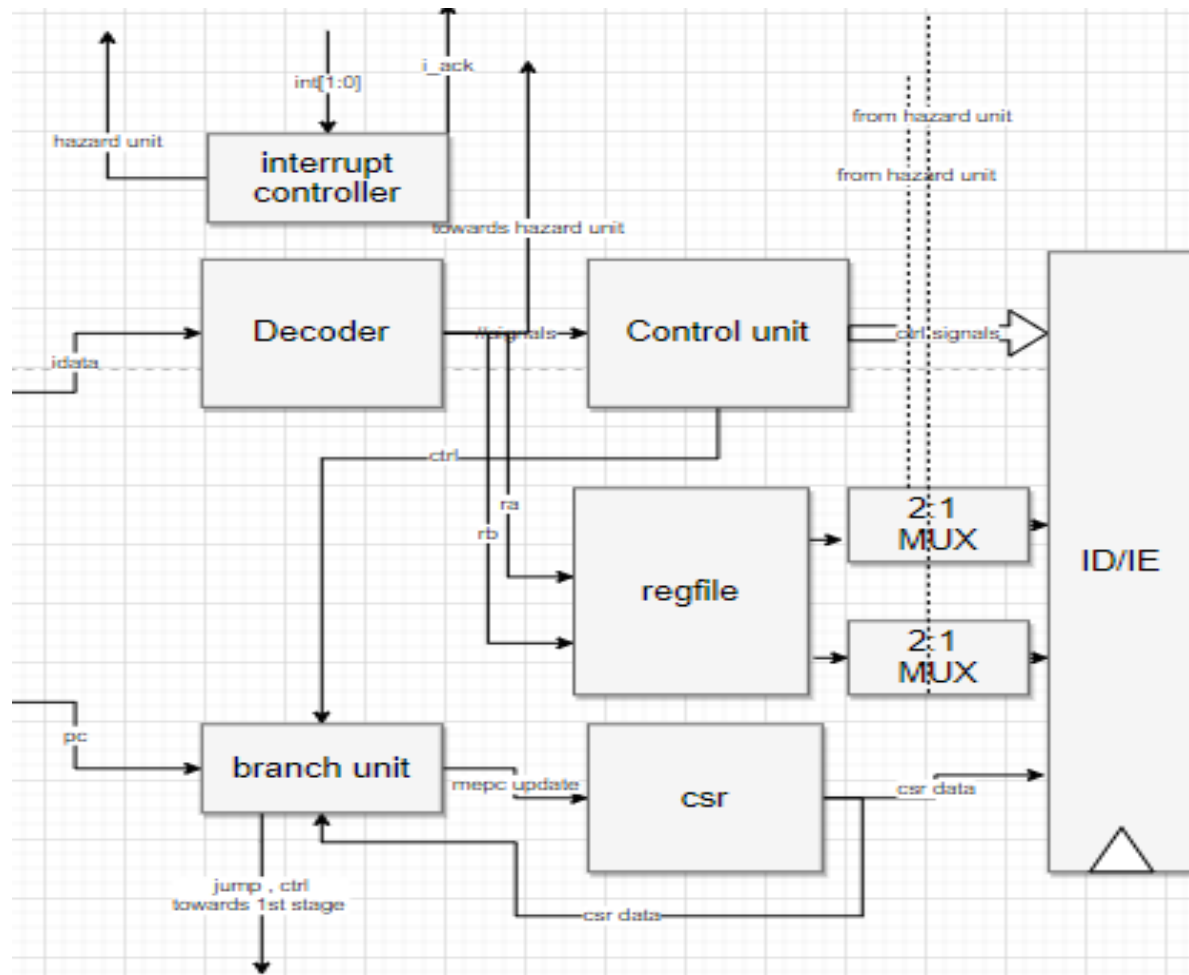 int[1:0]
i_ack
hazard unit
from hazard unit
interrupt
controller
from hazard unit
towards hazard unit
Decoder
//signals
Control unit
ctrl signals
idata
ctrl
ra
rb
2:1
MUX
regfile
ID/IE
2:1
MUX
pc
branch unit
mepc update
csr
csr data
jump , ctrl
towards 1st stage
csr data